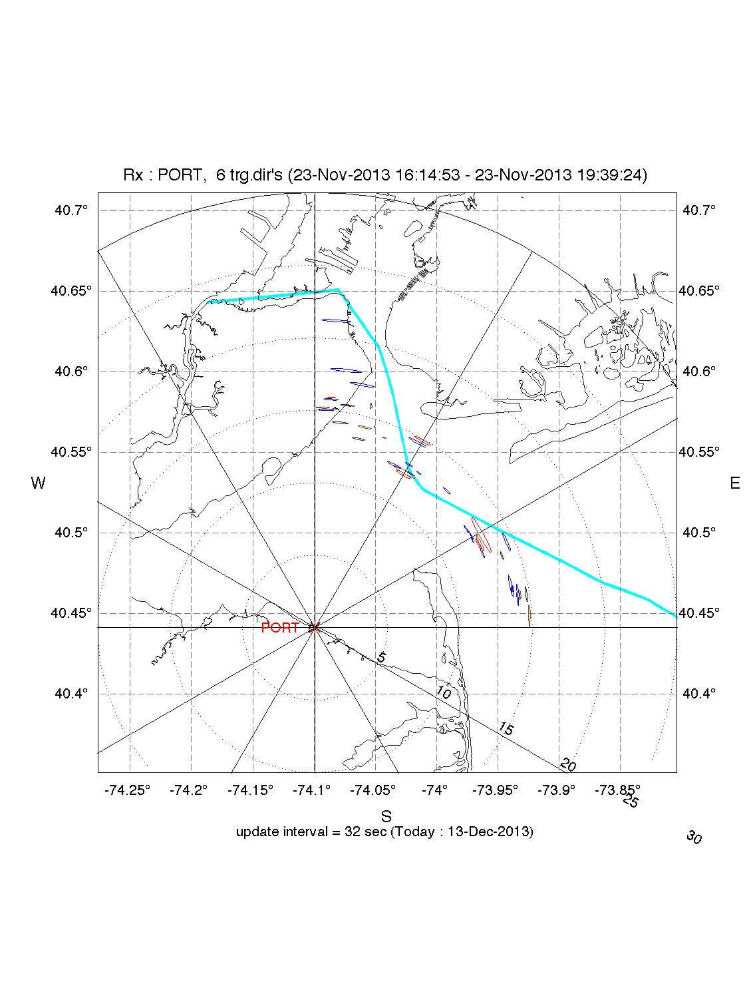 Rx : PORT,  6 trg.dir's (23-Nov-2013 16:14:53 - 23-Nov-2013 19:39:24)
40.7° 40.7°
40.65° 40.65°
40.6° 40.6°
40.55° 40.55°
W E
40.5° 40.5°
40.45° 40.45°
PORT
5
10
40.4° 40.4°
15
20
-74.25° -74.2° -74.15° -74.1° -74.05° -74° -73.95° -73.9° -73.85°
25
S
update interval = 32 sec (Today : 13-Dec-2013)
30